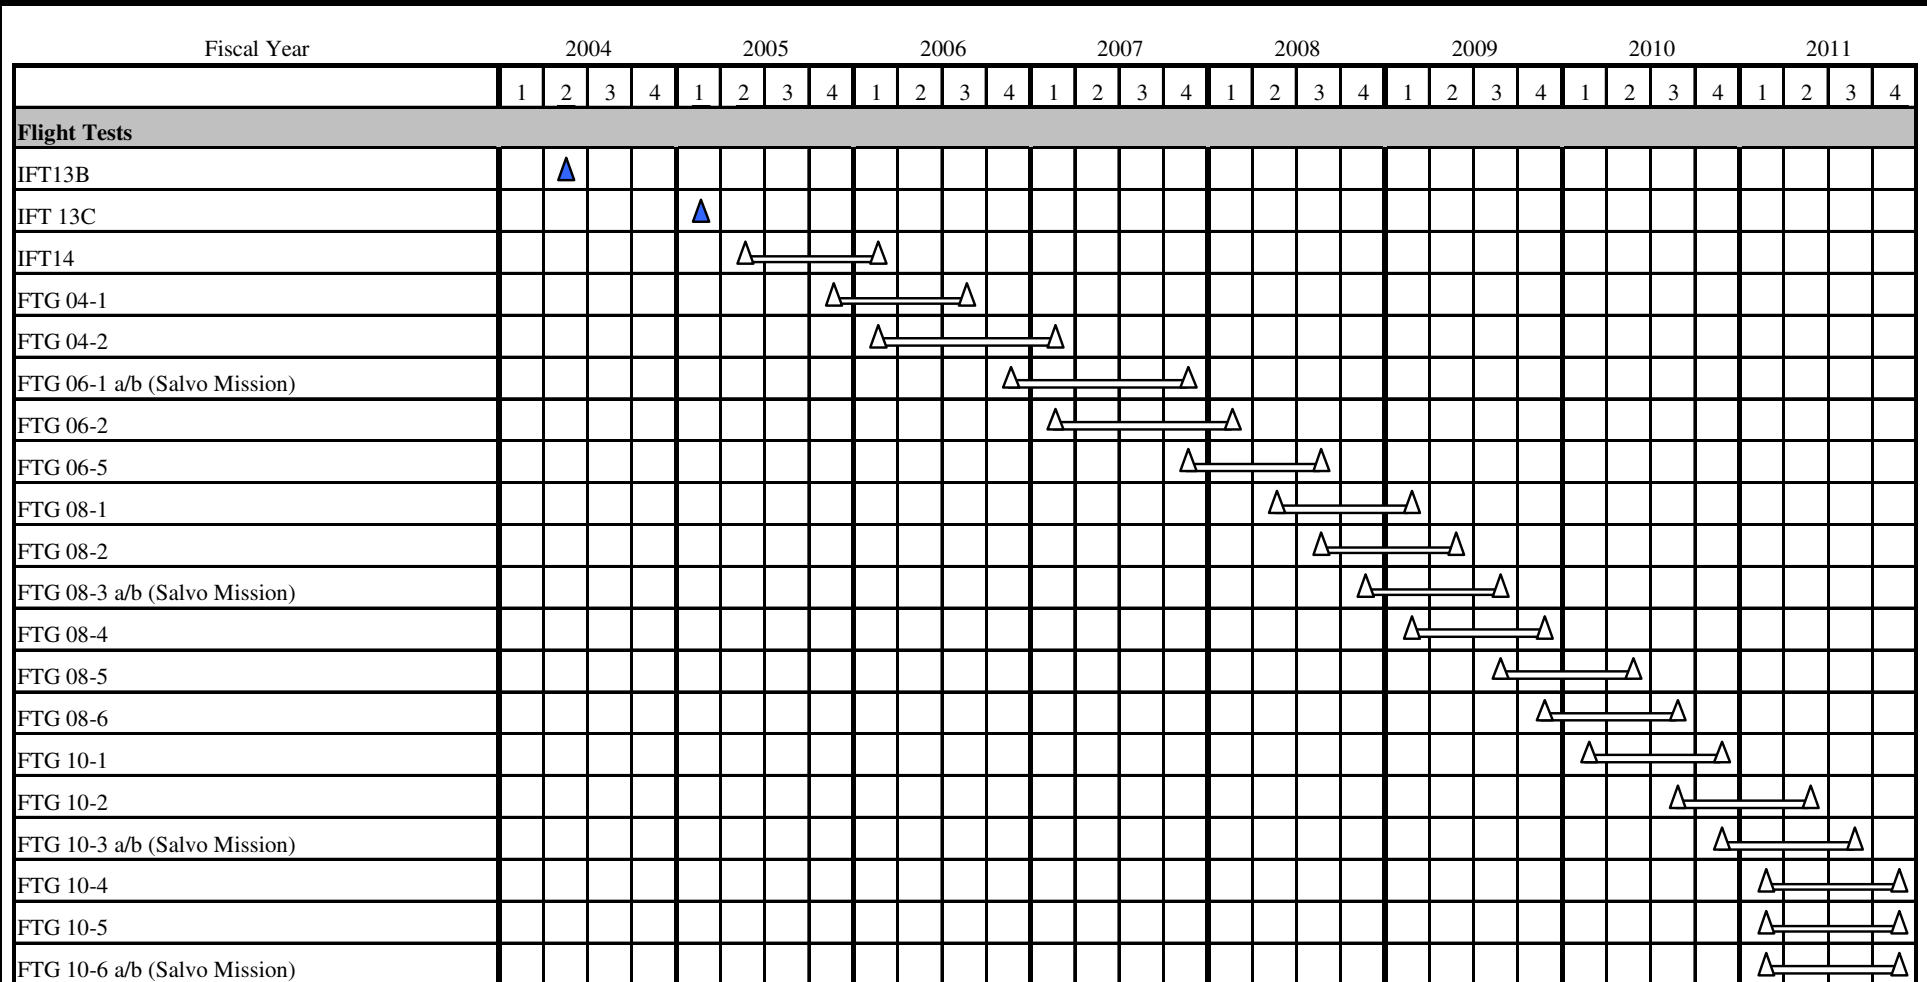 Fiscal Year 2004 2005 2006 2007 2008 2009 2010 2011
1 2 3 4 1 2 3 4 1 2 3 4 1 2 3 4 1 2 3 4 1 2 3 4 1 2 3 4 1 2 3 4
Flight Tests
IFT13B
IFT 13C
IFT14
FTG 04-1
FTG 04-2
FTG 06-1 a/b (Salvo Mission)
FTG 06-2
FTG 06-5
FTG 08-1
FTG 08-2
FTG 08-3 a/b (Salvo Mission)
FTG 08-4
FTG 08-5
FTG 08-6
FTG 10-1
FTG 10-2
FTG 10-3 a/b (Salvo Mission)
FTG 10-4
FTG 10-5
FTG 10-6 a/b (Salvo Mission)